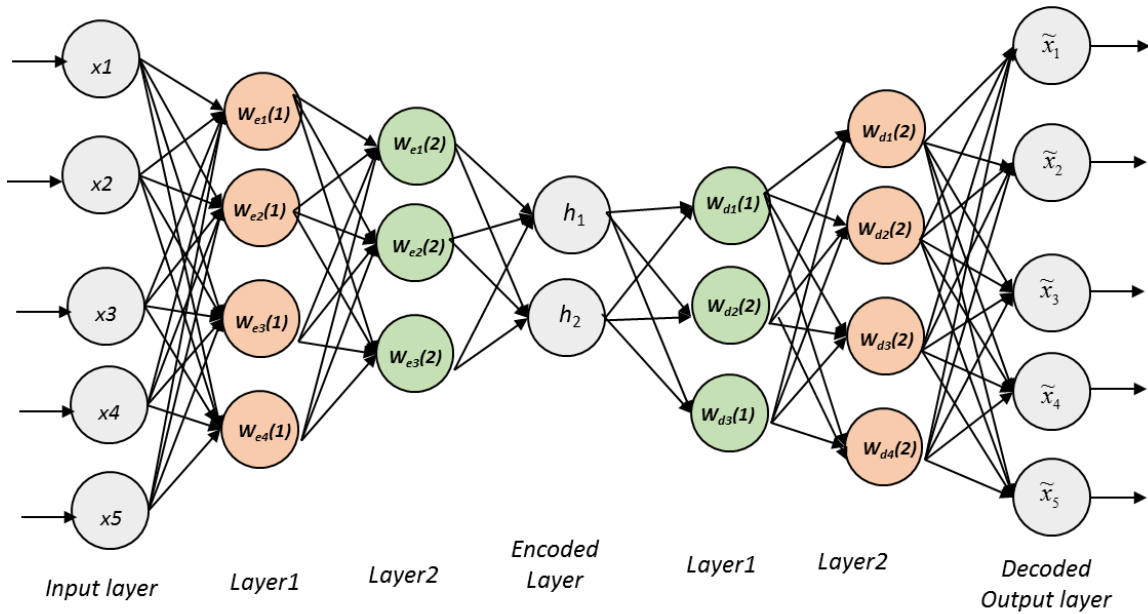 x1
x2
x3
x4
x5
We1(1)
We2(1)
We3(1)
We4(1)
We1(2)
We2(2)
We3(2)
h1
h2
Wd1(1)
Wd2(2)
Wd3(1)
Wd1(2)
Wd2(2)
Wd3(2)
Wd4(2)
x̃1
x̃2
x̃3
x̃4
x̃5
Input layer
Layer1
Layer2
Encoded
Layer
Layer1
Layer2
Decoded
Output layer